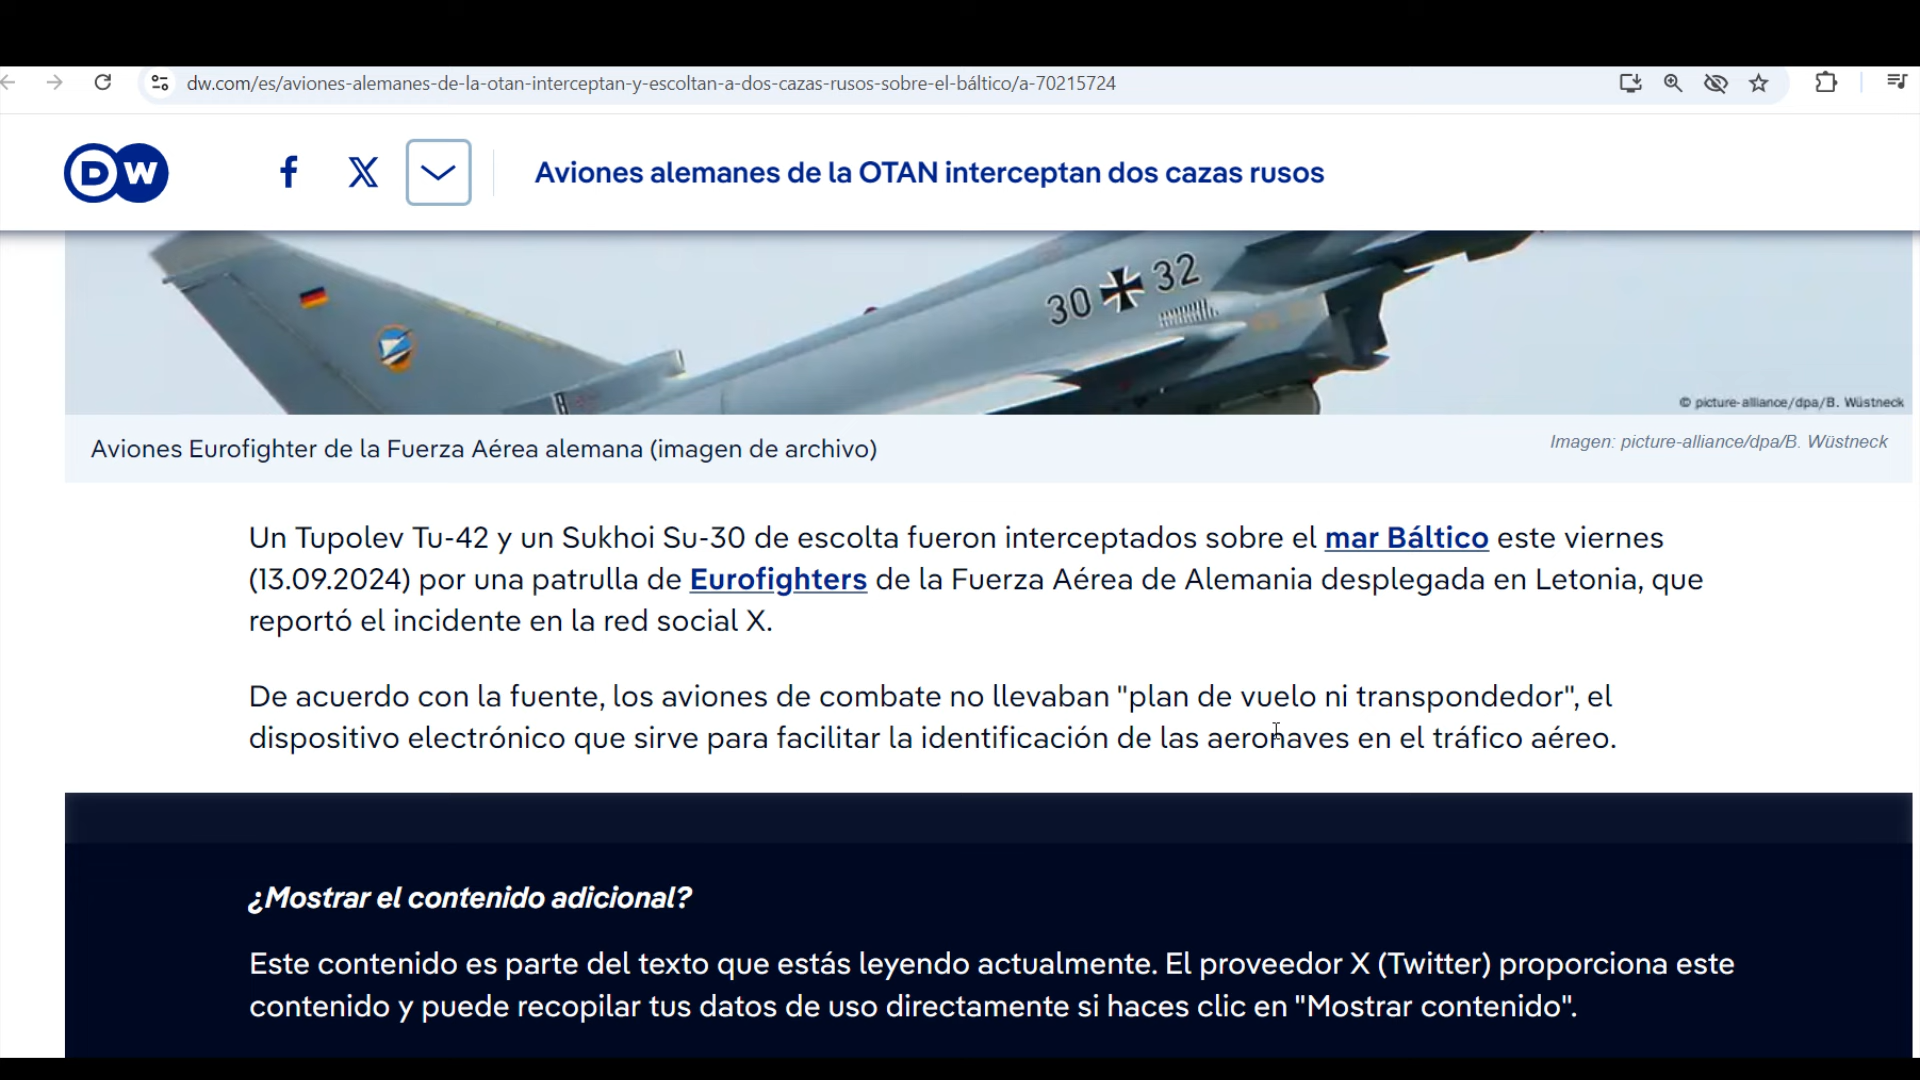 dw.com/es/aviones-alemanes-de-la-otan-interceptan-y-escoltan-a-dos-cazas-rusos-sobre-el-báltico/a-70215724
DW
Aviones alemanes de la OTAN interceptan dos cazas rusos
30 32
© picture-alliance/dpa/B. Wüstneck
Aviones Eurofighter de la Fuerza Aérea alemana (imagen de archivo)
Imagen: picture-alliance/dpa/B. Wüstneck
Un Tupolev Tu-42 y un Sukhoi Su-30 de escolta fueron interceptados sobre el mar Báltico este viernes
(13.09.2024) por una patrulla de Eurofighters de la Fuerza Aérea de Alemania desplegada en Letonia, que
reportó el incidente en la red social X.
De acuerdo con la fuente, los aviones de combate no llevaban "plan de vuelo ni transpondedor", el
dispositivo electrónico que sirve para facilitar la identificación de las aeronaves en el tráfico aéreo.
¿Mostrar el contenido adicional?
Este contenido es parte del texto que estás leyendo actualmente. El proveedor X (Twitter) proporciona este
contenido y puede recopilar tus datos de uso directamente si haces clic en "Mostrar contenido".